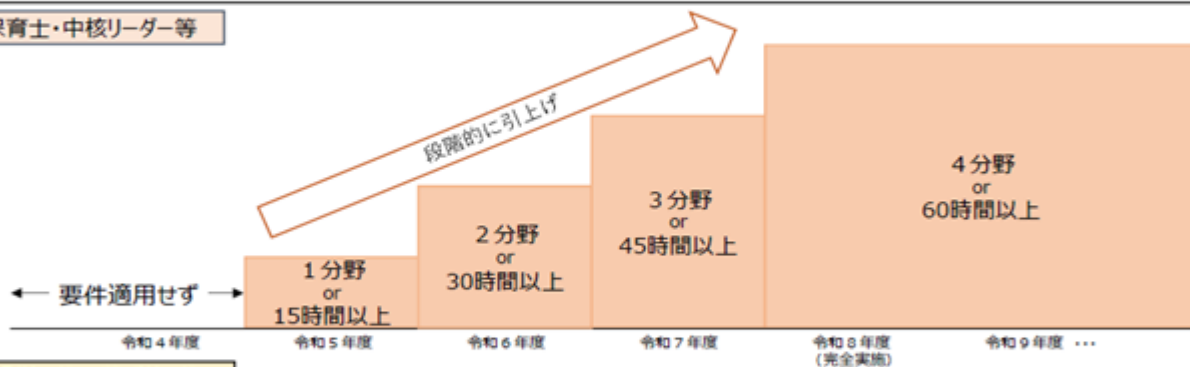 保育士・中核リーダー等
段階的に引上げ
4分野
or
60時間以上
3分野
or
45時間以上
2分野
or
30時間以上
1分野
or
15時間以上
← 要件適用せず →
令和4年度
令和5年度
令和6年度
令和7年度
令和8年度
(完全実施)
令和9年度 …